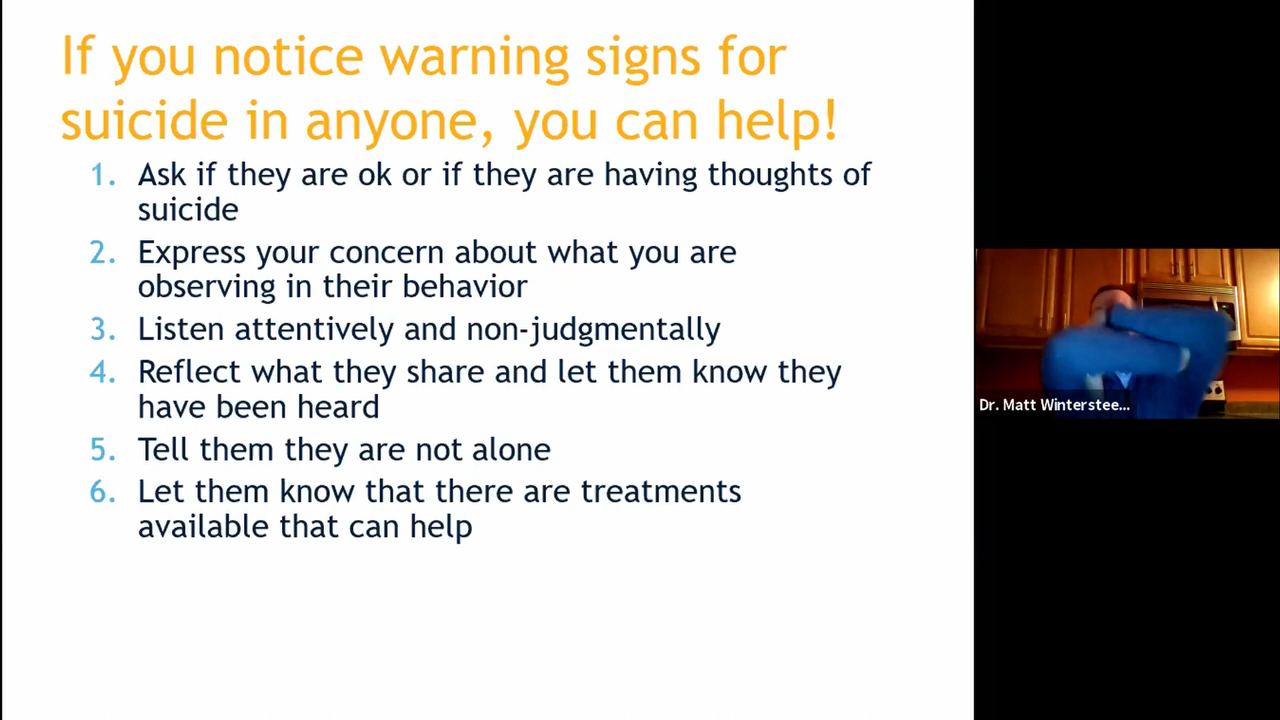 If you notice warning signs for
suicide in anyone, you can help!
1. Ask if they are ok or if they are having thoughts of
suicide
2. Express your concern about what you are
observing in their behavior
3. Listen attentively and non-judgmentally
4. Reflect what they share and let them know they
have been heard
5. Tell them they are not alone
6. Let them know that there are treatments
available that can help
Dr. Matt Winterstee...